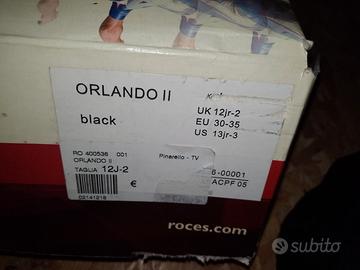 ORLANDO II
UK 12jr-2
black
EU 30-35
US 13jr-3
RO 400536 001
Pinarello - TV
ORLANDO II
TAGLIA 12J-2
6-00001
€
ACPF 05
02141218
roces.com
subito